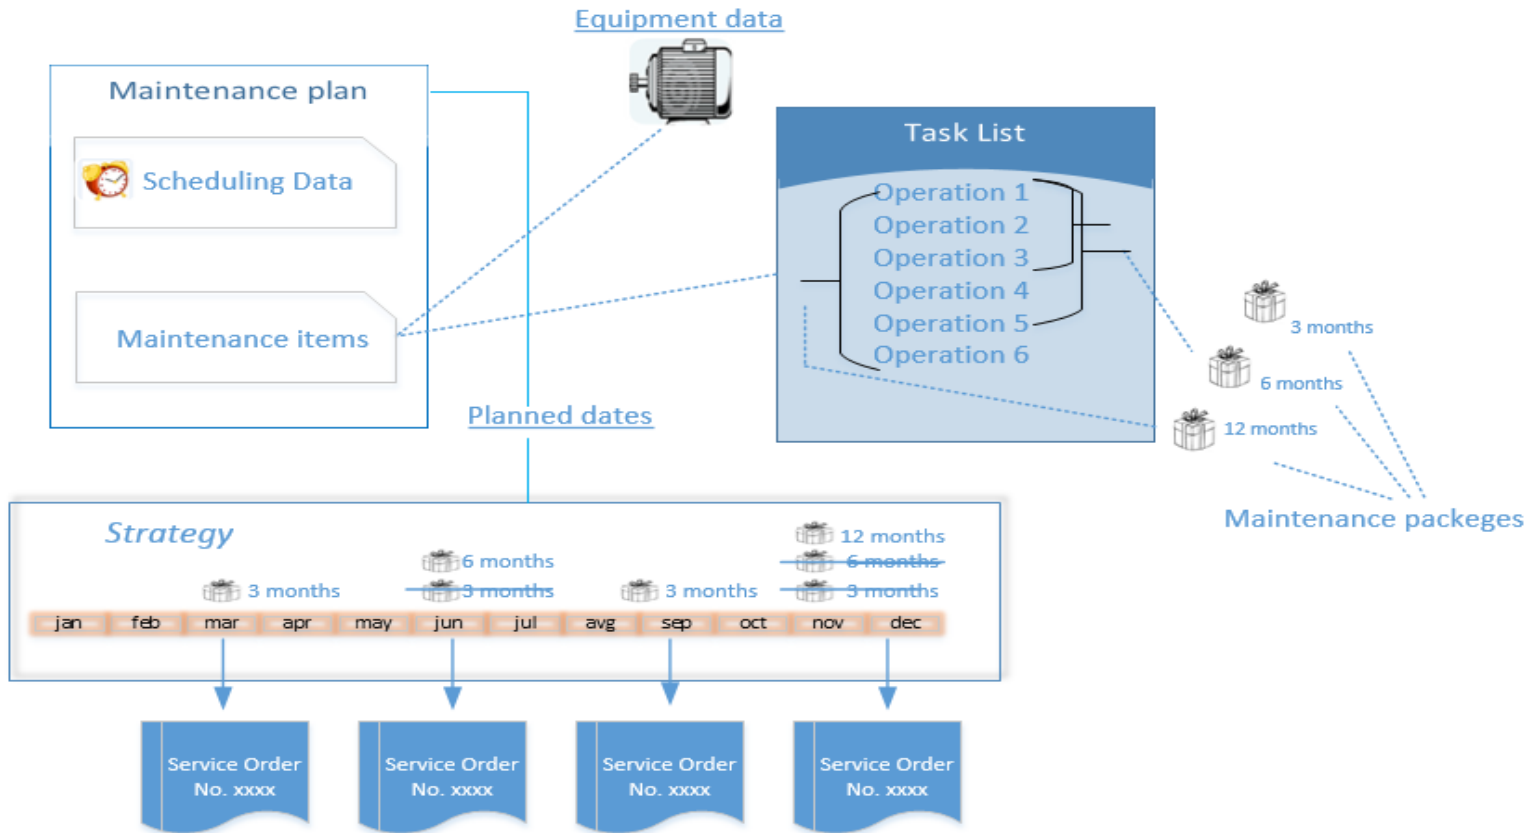 Equipment data
Maintenance plan
Scheduling Data
Maintenance items
Task List
Operation 1
Operation 2
Operation 3
Operation 4
Operation 5
Operation 6
3 months
6 months
12 months
Maintenance packeges
Planned dates
Strategy
12 months
6 months 6 months
3 months 3 months 3 months 3 months
jan feb mar apr may jun jul avg sep oct nov dec
Service Order
No. xxxx
Service Order
No. xxxx
Service Order
No. xxxx
Service Order
No. xxxx